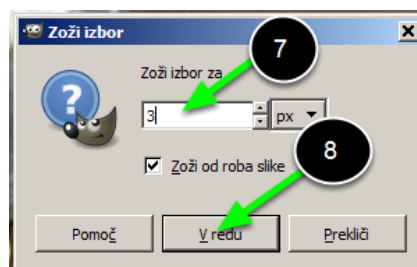 Zoži izbor
7
Zoži izbor za
3
px
Zoži od roba slike
8
Pomoč
V redu
Prekliči